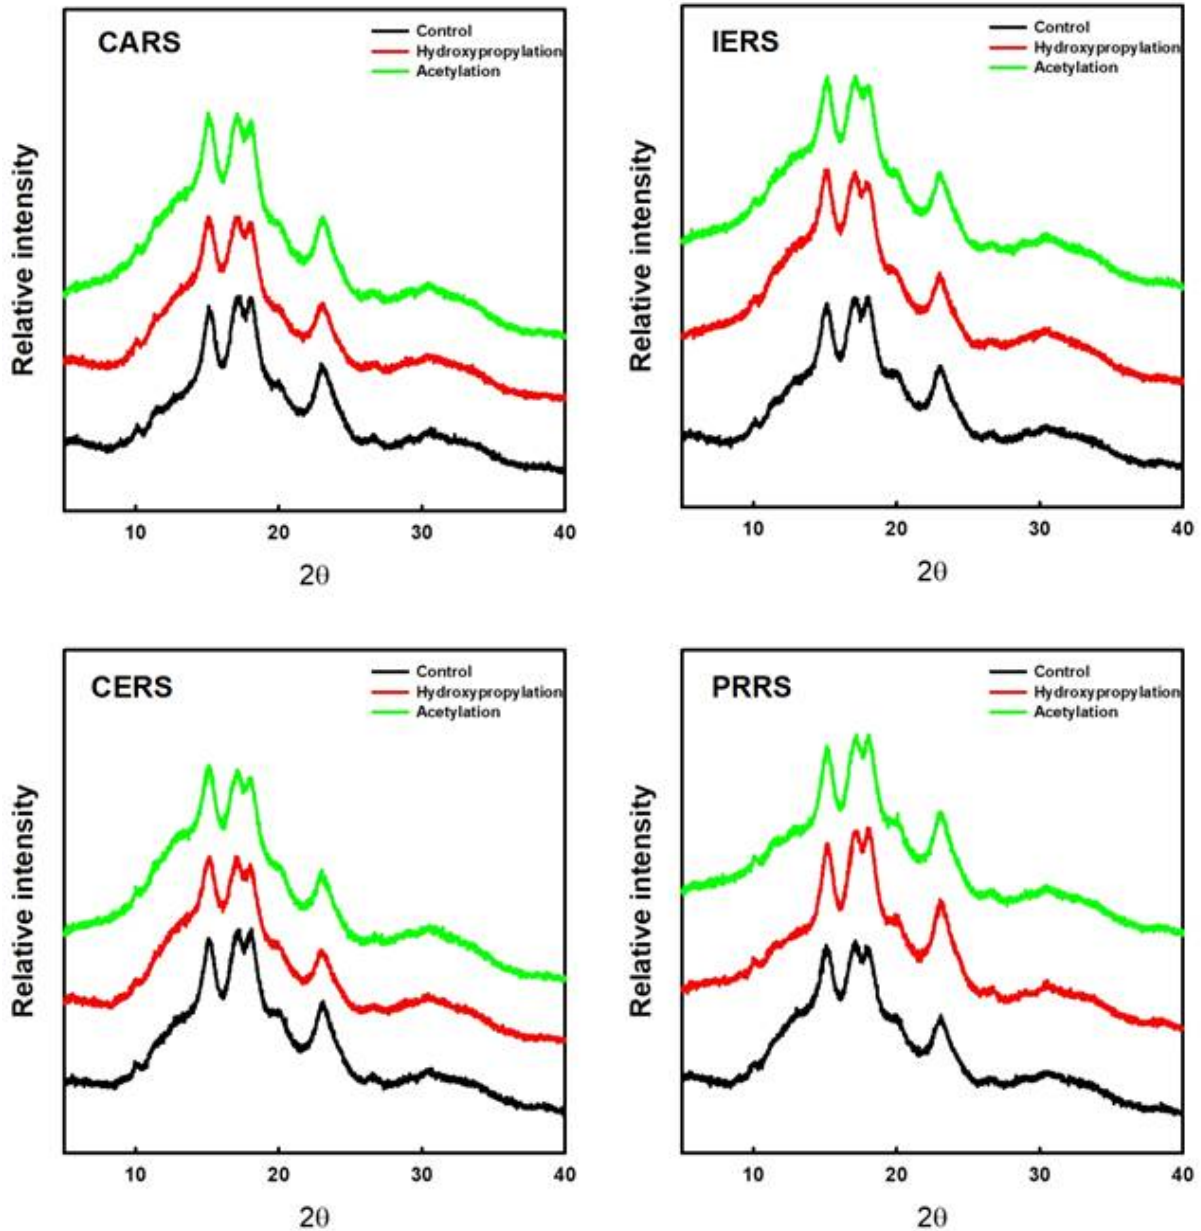 CARS
Control
Hydroxypropylation
Acetylation
Relative intensity
10 20 30 40
2θ
IERS
Control
Hydroxypropylation
Acetylation
Relative intensity
10 20 30 40
2θ
CERS
Control
Hydroxypropylation
Acetylation
Relative intensity
10 20 30 40
2θ
PRRS
Control
Hydroxypropylation
Acetylation
Relative intensity
10 20 30 40
2θ